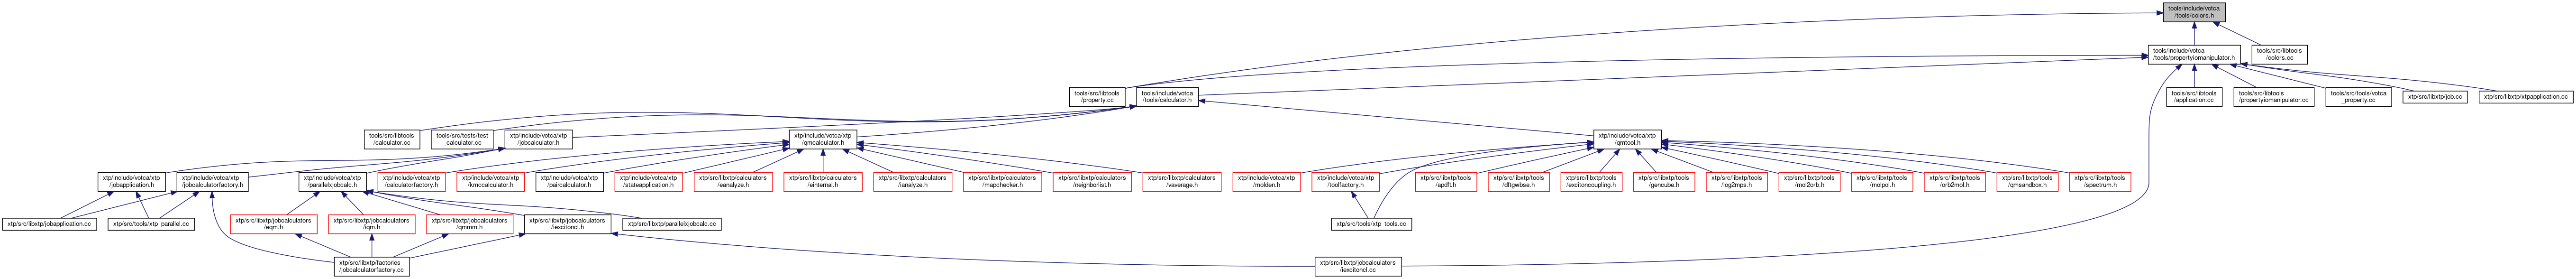 tools/include/votca
/tools/colors.h
tools/include/votca
/tools/propertyiomanipulator.h
tools/src/libtools
/colors.cc
tools/src/libtools
/property.cc
tools/include/votca
/tools/calculator.h
tools/src/libtools
/application.cc
tools/src/libtools
/propertyiomanipulator.cc
tools/src/tools/votca
_property.cc
xtp/src/libxtp/job.cc
xtp/src/libxtp/xtpapplication.cc
tools/src/libtools
/calculator.cc
tools/src/tests/test
_calculator.cc
xtp/include/votca/xtp
/jobcalculator.h
xtp/include/votca/xtp
/qmcalculator.h
xtp/include/votca/xtp
/qmtool.h
xtp/include/votca/xtp
/jobapplication.h
xtp/include/votca/xtp
/jobcalculatorfactory.h
xtp/include/votca/xtp
/parallelxjobcalc.h
xtp/include/votca/xtp
/calculatorfactory.h
xtp/include/votca/xtp
/kmccalculator.h
xtp/include/votca/xtp
/paircalculator.h
xtp/include/votca/xtp
/stateapplication.h
xtp/src/libxtp/calculators
/eanalyze.h
xtp/src/libxtp/calculators
/einternal.h
xtp/src/libxtp/calculators
/ianalyze.h
xtp/src/libxtp/calculators
/mapchecker.h
xtp/src/libxtp/calculators
/neighborlist.h
xtp/src/libxtp/calculators
/vaverage.h
xtp/include/votca/xtp
/molden.h
xtp/include/votca/xtp
/toolfactory.h
xtp/src/libxtp/tools
/apdft.h
xtp/src/libxtp/tools
/dftgwbse.h
xtp/src/libxtp/tools
/excitoncoupling.h
xtp/src/libxtp/tools
/gencube.h
xtp/src/libxtp/tools
/log2mps.h
xtp/src/libxtp/tools
/mol2orb.h
xtp/src/libxtp/tools
/molpol.h
xtp/src/libxtp/tools
/orb2mol.h
xtp/src/libxtp/tools
/qmsandbox.h
xtp/src/libxtp/tools
/spectrum.h
xtp/src/libxtp/jobapplication.cc
xtp/src/tools/xtp_parallel.cc
xtp/src/libxtp/jobcalculators
/eqm.h
xtp/src/libxtp/jobcalculators
/iqm.h
xtp/src/libxtp/jobcalculators
/qmmm.h
xtp/src/libxtp/jobcalculators
/iexcitoncl.h
xtp/src/libxtp/parallelxjobcalc.cc
xtp/src/tools/xtp_tools.cc
xtp/src/libxtp/factories
/jobcalculatorfactory.cc
xtp/src/libxtp/jobcalculators
/iexcitoncl.cc